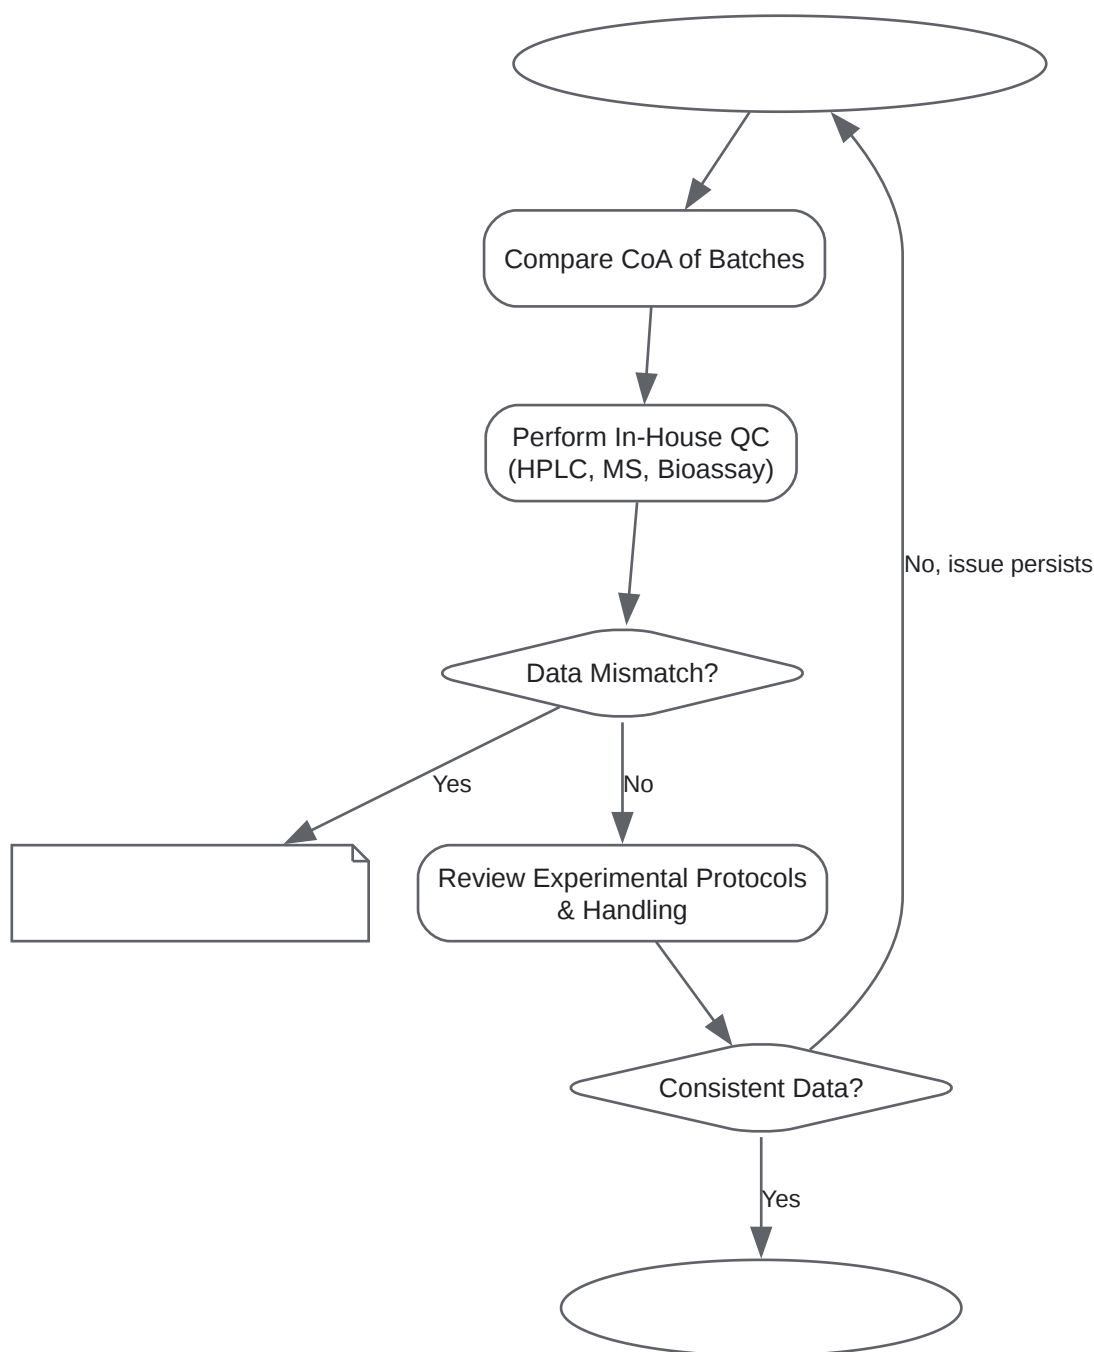 Compare CoA of Batches
Perform In-House QC
(HPLC, MS, Bioassay)
No, issue persists
Data Mismatch?
Yes
No
Review Experimental Protocols
& Handling
Consistent Data?
Yes